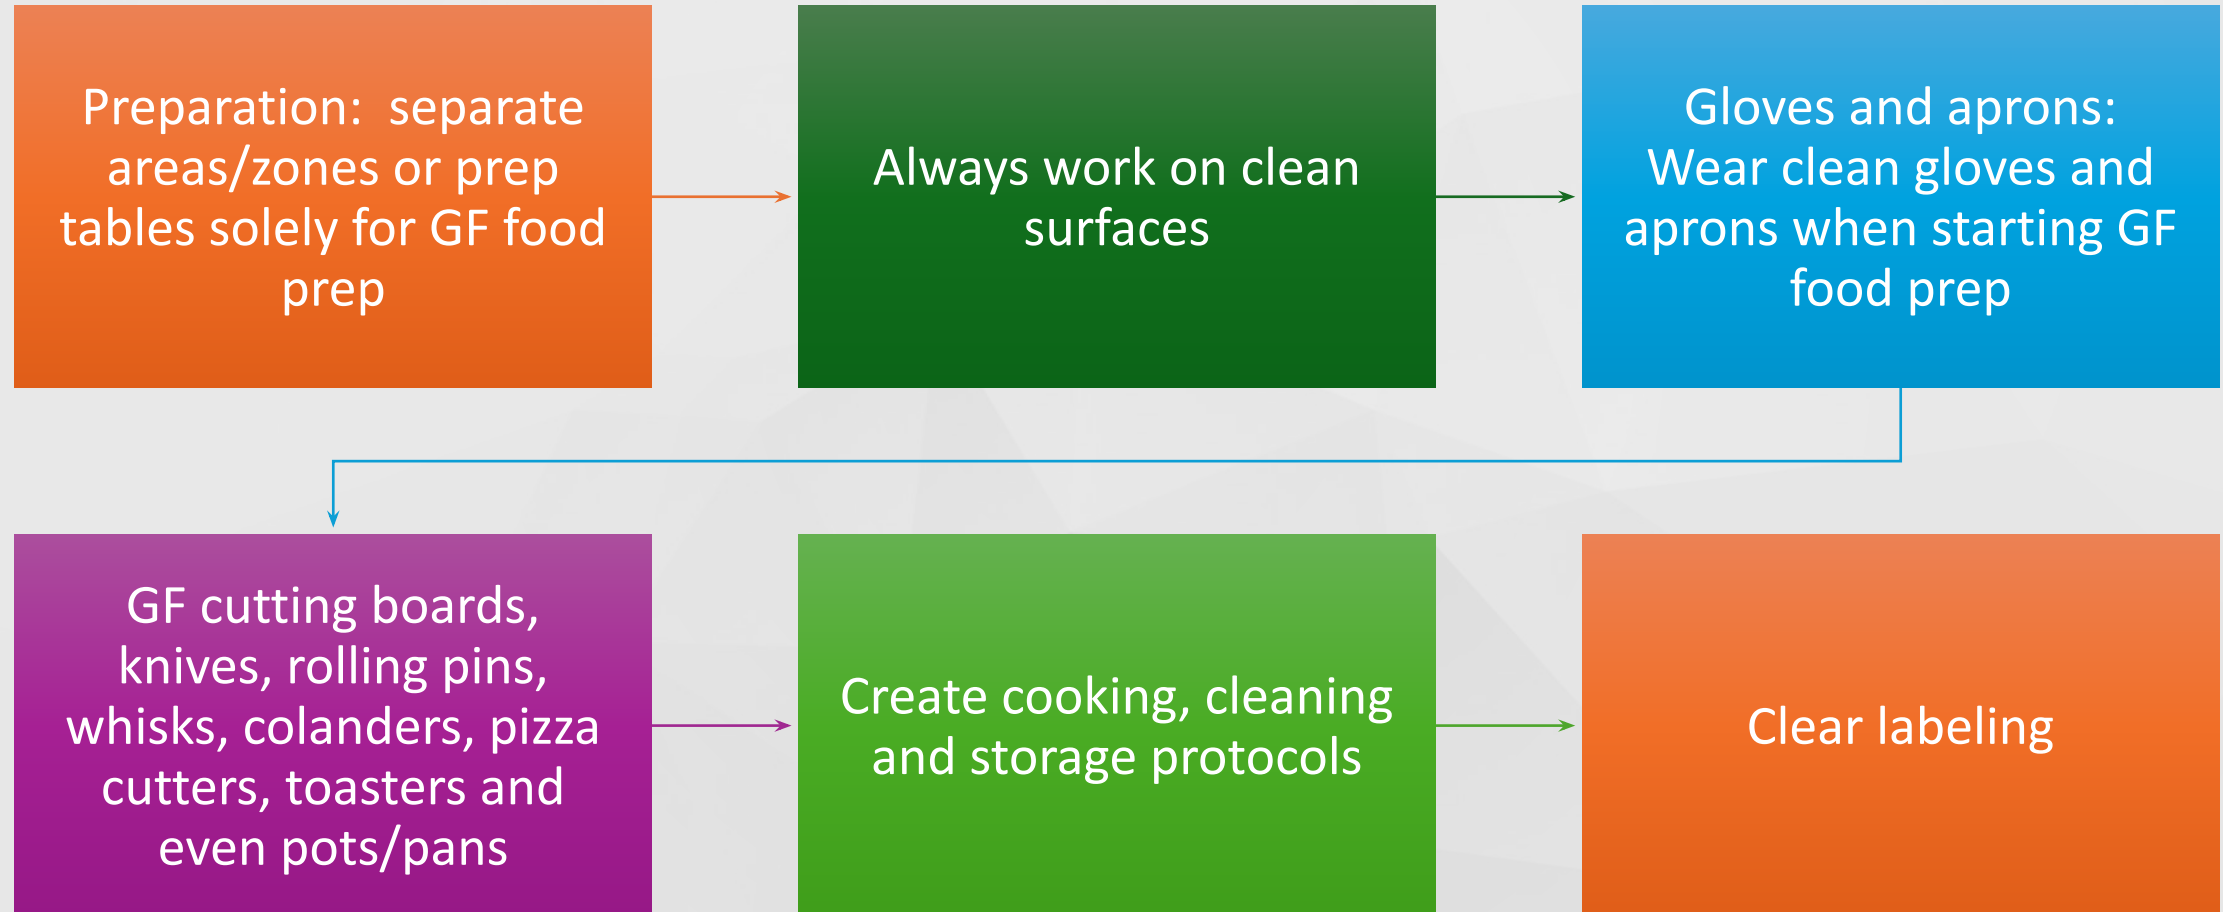 Preparation:  separate
areas/zones or prep
tables solely for GF food
prep
Always work on clean
surfaces
Gloves and aprons:
Wear clean gloves and
aprons when starting GF
food prep
GF cutting boards,
knives, rolling pins,
whisks, colanders, pizza
cutters, toasters and
even pots/pans
Create cooking, cleaning
and storage protocols
Clear labeling